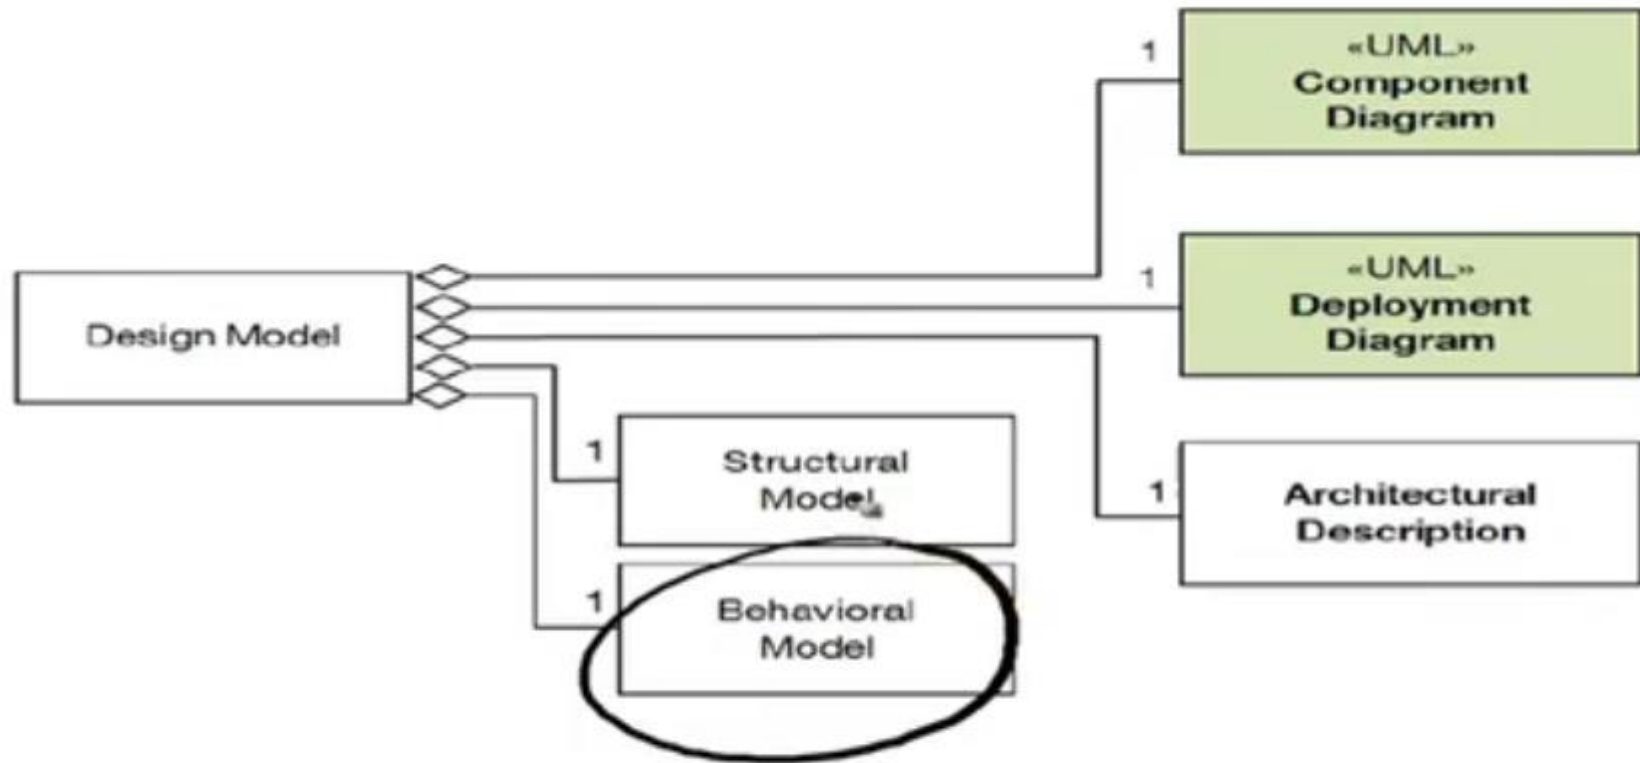 1
«UML»
Component
Diagram
1
«UML»
Deployment
Diagram
Design Model
1
Structural
Model
1
Architectural
Description
1
Behavioral
Model